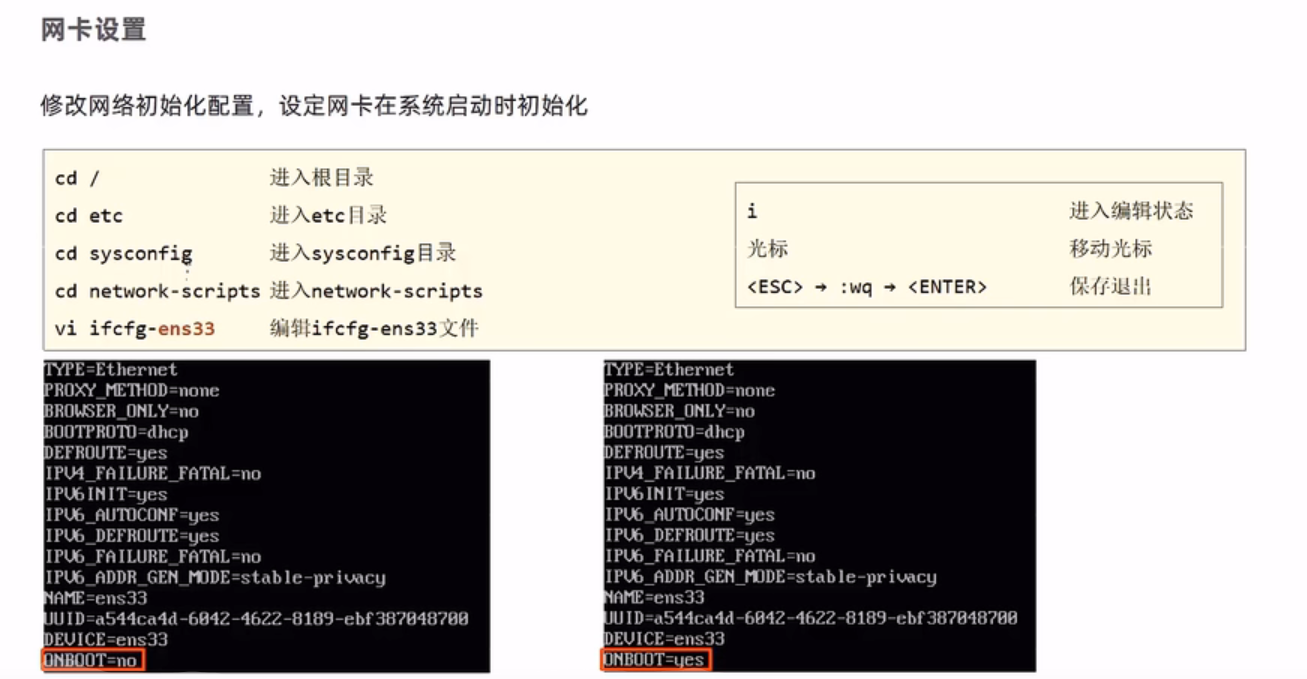 网卡设置
修改网络初始化配置，设定网卡在系统启动时初始化
cd / 进入根目录
cd etc 进入etc目录
cd sysconfig 进入sysconfig目录
cd network-scripts 进入network-scripts
vi ifcfg-ens33 编辑ifcfg-ens33文件
i 进入编辑状态
光标 移动光标
<ESC> → :wq → <ENTER> 保存退出
TYPE=Ethernet
PROXY_METHOD=none
BROWSER_ONLY=no
BOOTPROTO=dhcp
DEFROUTE=yes
IPV4_FAILURE_FATAL=no
IPV6INIT=yes
IPV6_AUTOCONF=yes
IPV6_DEFROUTE=yes
IPV6_FAILURE_FATAL=no
IPV6_ADDR_GEN_MODE=stable-privacy
NAME=ens33
UUID=a544ca4d-6042-4622-8189-ebf387048700
DEVICE=ens33
ONBOOT=no
TYPE=Ethernet
PROXY_METHOD=none
BROWSER_ONLY=no
BOOTPROTO=dhcp
DEFROUTE=yes
IPV4_FAILURE_FATAL=no
IPV6INIT=yes
IPV6_AUTOCONF=yes
IPV6_DEFROUTE=yes
IPV6_FAILURE_FATAL=no
IPV6_ADDR_GEN_MODE=stable-privacy
NAME=ens33
UUID=a544ca4d-6042-4622-8189-ebf387048700
DEVICE=ens33
ONBOOT=yes